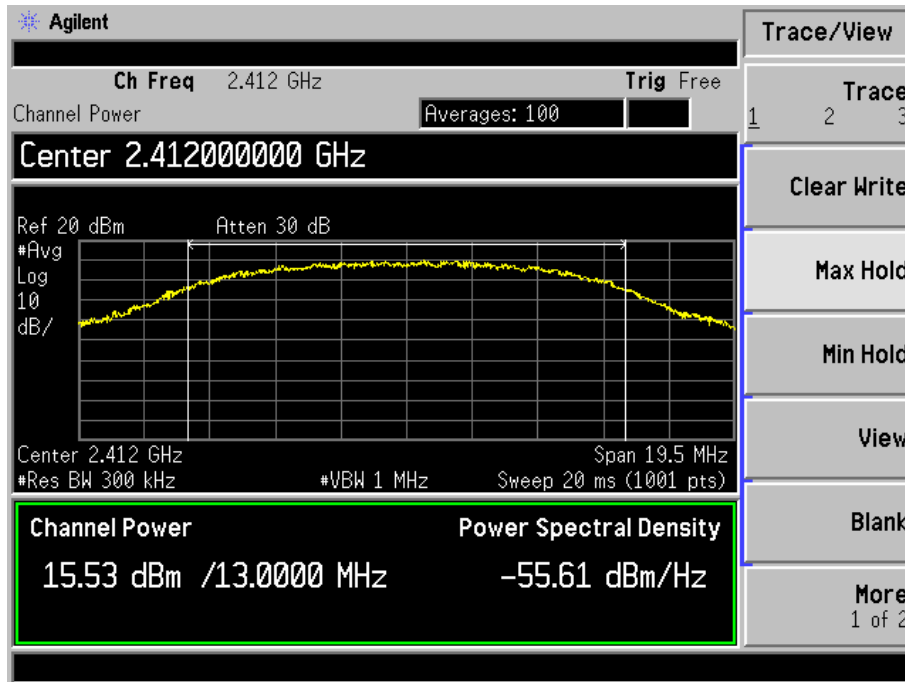 Agilent
Trace/View
Ch Freq 2.412 GHz Trig Free
Channel Power Averages: 100
Trace
1 2 3
Center 2.412000000 GHz
Clear Write
Ref 20 dBm Atten 30 dB
#Avg
Log
10
dB/
Max Hold
Min Hold
View
Center 2.412 GHz Span 19.5 MHz
#Res BW 300 kHz #VBW 1 MHz Sweep 20 ms (1001 pts)
Blank
Channel Power Power Spectral Density
15.53 dBm /13.0000 MHz -55.61 dBm/Hz
More
1 of 2